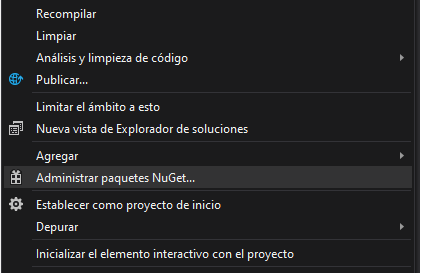 Recompilar
Limpiar
Análisis y limpieza de código
Publicar...
Limitar el ámbito a esto
Nueva vista de Explorador de soluciones
Agregar
Administrar paquetes NuGet...
Establecer como proyecto de inicio
Depurar
Inicializar el elemento interactivo con el proyecto